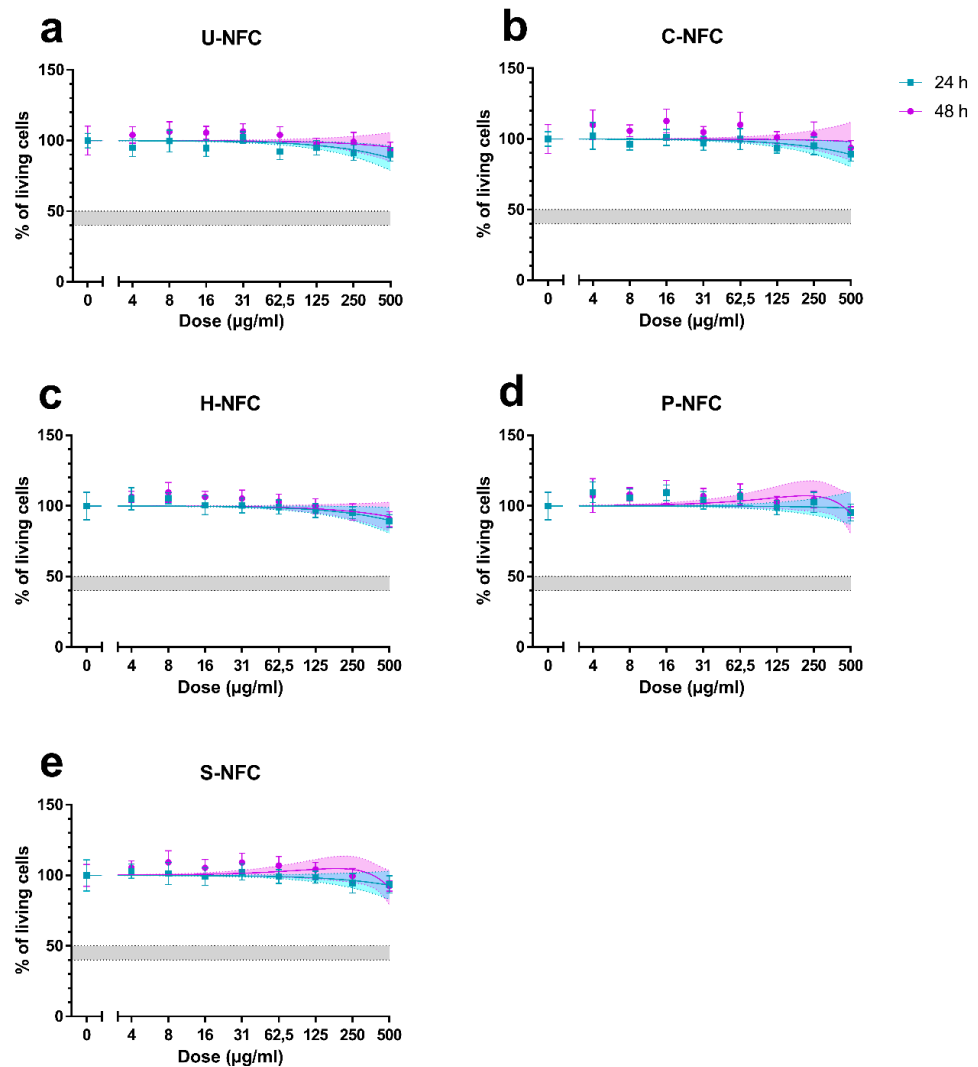 a
U-NFC
150
100
50
0
% of living cells
0 4 8 16 31 62,5 125 250 500
Dose (µg/ml)
b
C-NFC
150
100
50
0
% of living cells
0 4 8 16 31 62,5 125 250 500
Dose (µg/ml)
24 h
48 h
c
H-NFC
150
100
50
0
% of living cells
0 4 8 16 31 62,5 125 250 500
Dose (µg/ml)
d
P-NFC
150
100
50
0
% of living cells
0 4 8 16 31 62,5 125 250 500
Dose (µg/ml)
e
S-NFC
150
100
50
0
% of living cells
0 4 8 16 31 62,5 125 250 500
Dose (µg/ml)